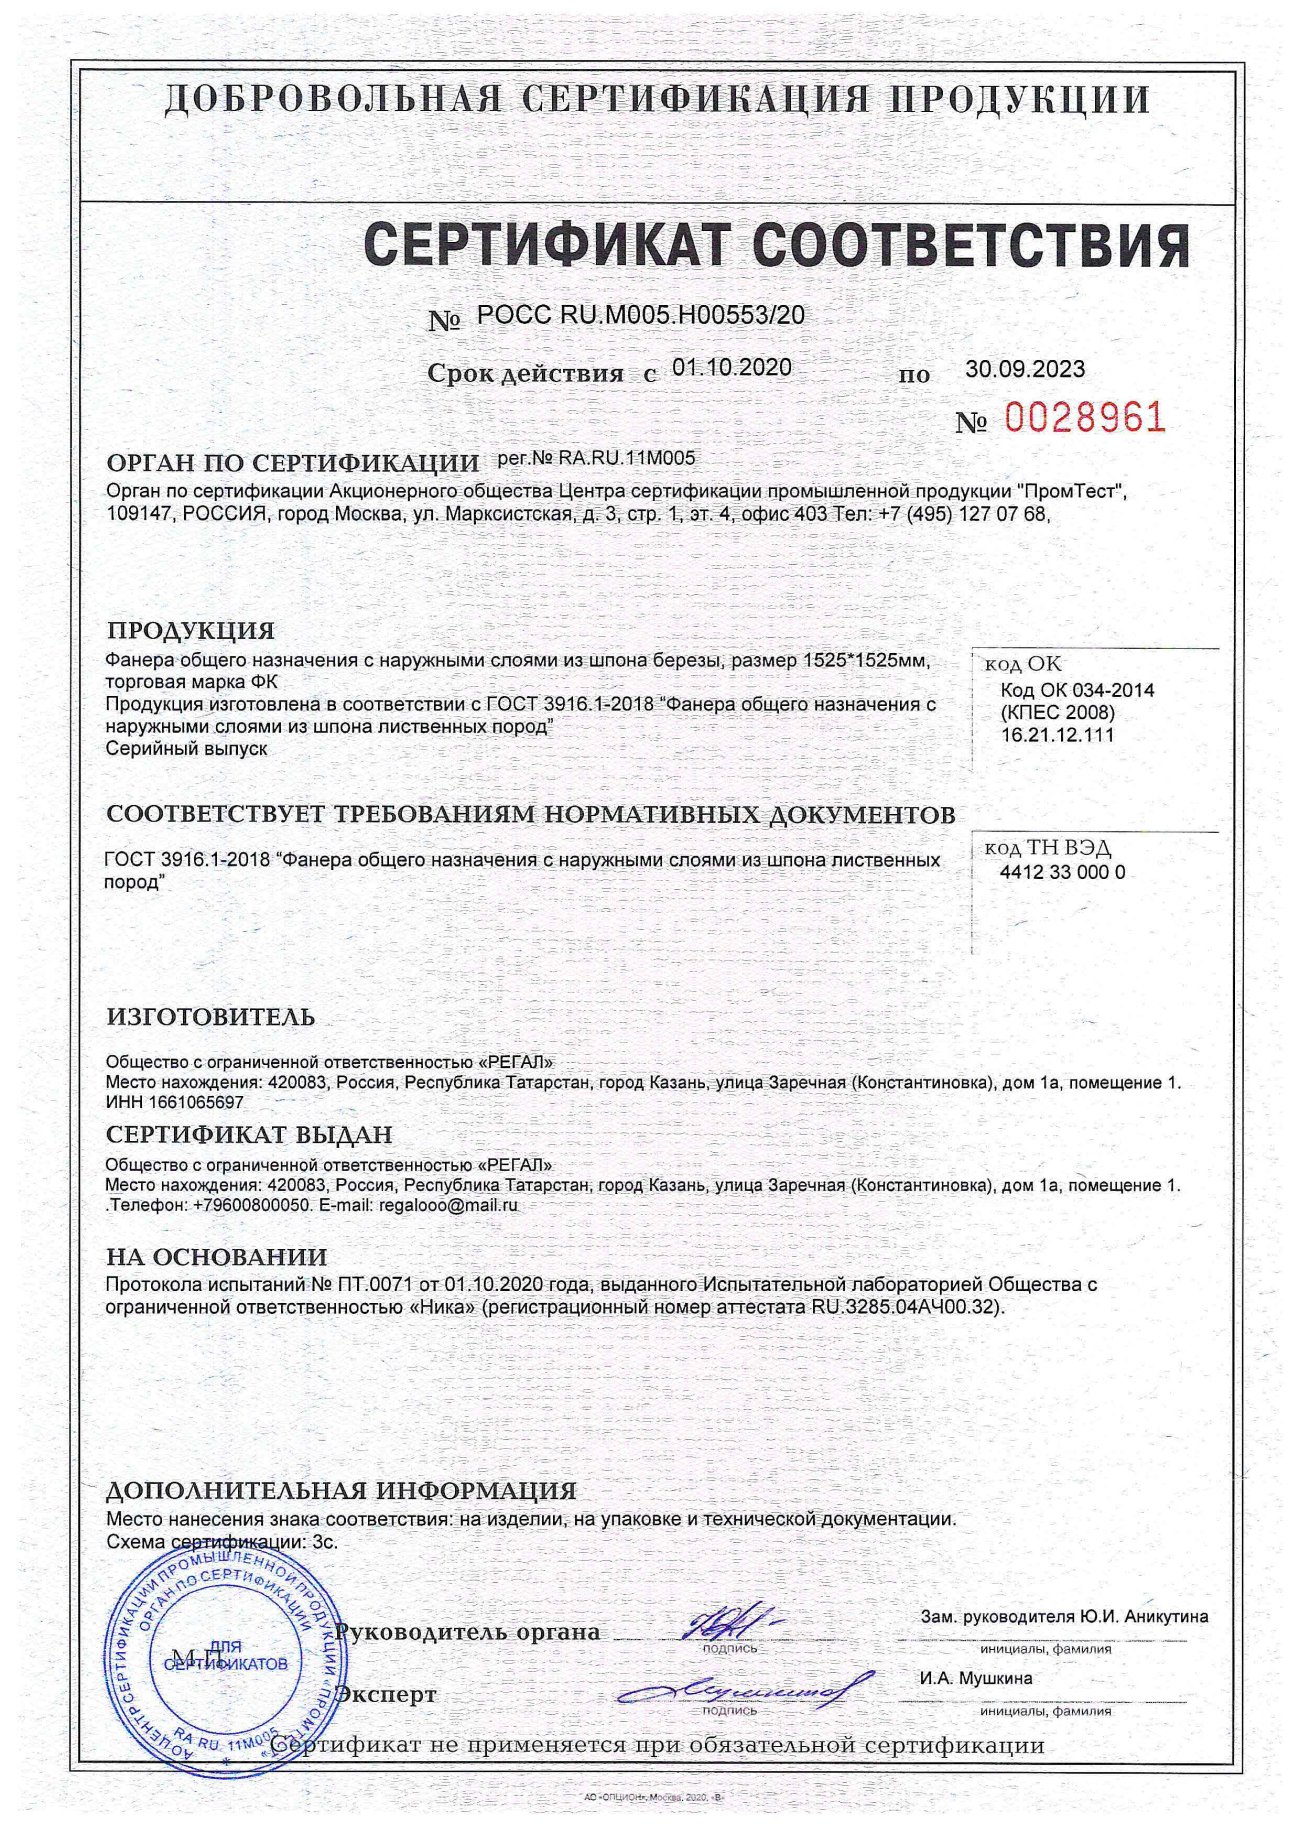 ДОБРОВОЛЬНАЯ СЕРТИФИКАЦИЯ ПРОДУКЦИИ
СЕРТИФИКАТ СООТВЕТСТВИЯ
№ РОСС RU.М005.Н00553/20
Срок действия с 01.10.2020 по 30.09.2023
№ 0028961
ОРГАН ПО СЕРТИФИКАЦИИ рег.№ RA.RU.11М005
Орган по сертификации Акционерного общества Центра сертификации промышленной продукции "ПромТест",
109147, РОССИЯ, город Москва, ул. Марксистская, д. 3, стр. 1, эт. 4, офис 403 Тел: +7 (495) 127 07 68,
ПРОДУКЦИЯ
Фанера общего назначения с наружными слоями из шпона березы, размер 1525*1525мм,
торговая марка ФК
Продукция изготовлена в соответствии с ГОСТ 3916.1-2018 “Фанера общего назначения с
наружными слоями из шпона лиственных пород”
Серийный выпуск
код ОК
Код ОК 034-2014
(КПЕС 2008)
16.21.12.111
СООТВЕТСТВУЕТ ТРЕБОВАНИЯМ НОРМАТИВНЫХ ДОКУМЕНТОВ
ГОСТ 3916.1-2018 “Фанера общего назначения с наружными слоями из шпона лиственных
пород”
код ТН ВЭД
4412 33 000 0
ИЗГОТОВИТЕЛЬ
Общество с ограниченной ответственностью «РЕГАЛ»
Место нахождения: 420083, Россия, Республика Татарстан, город Казань, улица Заречная (Константиновка), дом 1а, помещение 1.
ИНН 1661065697
СЕРТИФИКАТ ВЫДАН
Общество с ограниченной ответственностью «РЕГАЛ»
Место нахождения: 420083, Россия, Республика Татарстан, город Казань, улица Заречная (Константиновка), дом 1а, помещение 1.
.Телефон: +79600800050. E-mail: regalooo@mail.ru
НА ОСНОВАНИИ
Протокола испытаний № ПТ.0071 от 01.10.2020 года, выданного Испытательной лабораторией Общества с
ограниченной ответственностью «Ника» (регистрационный номер аттестата RU.3285.04АЧ00.32).
ДОПОЛНИТЕЛЬНАЯ ИНФОРМАЦИЯ
Место нанесения знака соответствия: на изделии, на упаковке и технической документации.
Схема сертификации: 3с.
АО ЦЕНТР СЕРТИФИКАЦИИ ПРОМЫШЛЕННОЙ ПРОДУКЦИИ «ПРОМТЕСТ»
ОРГАН ПО СЕРТИФИКАЦИИ
ДЛЯ
СЕРТИФИКАТОВ
RA RU 11М005
М.П.
Руководитель органа
подпись
Зам. руководителя Ю.И. Аникутина
инициалы, фамилия
Эксперт
подпись
И.А. Мушкина
инициалы, фамилия
Сертификат не применяется при обязательной сертификации
АО «ОПЦИОН», Москва, 2020, «В»